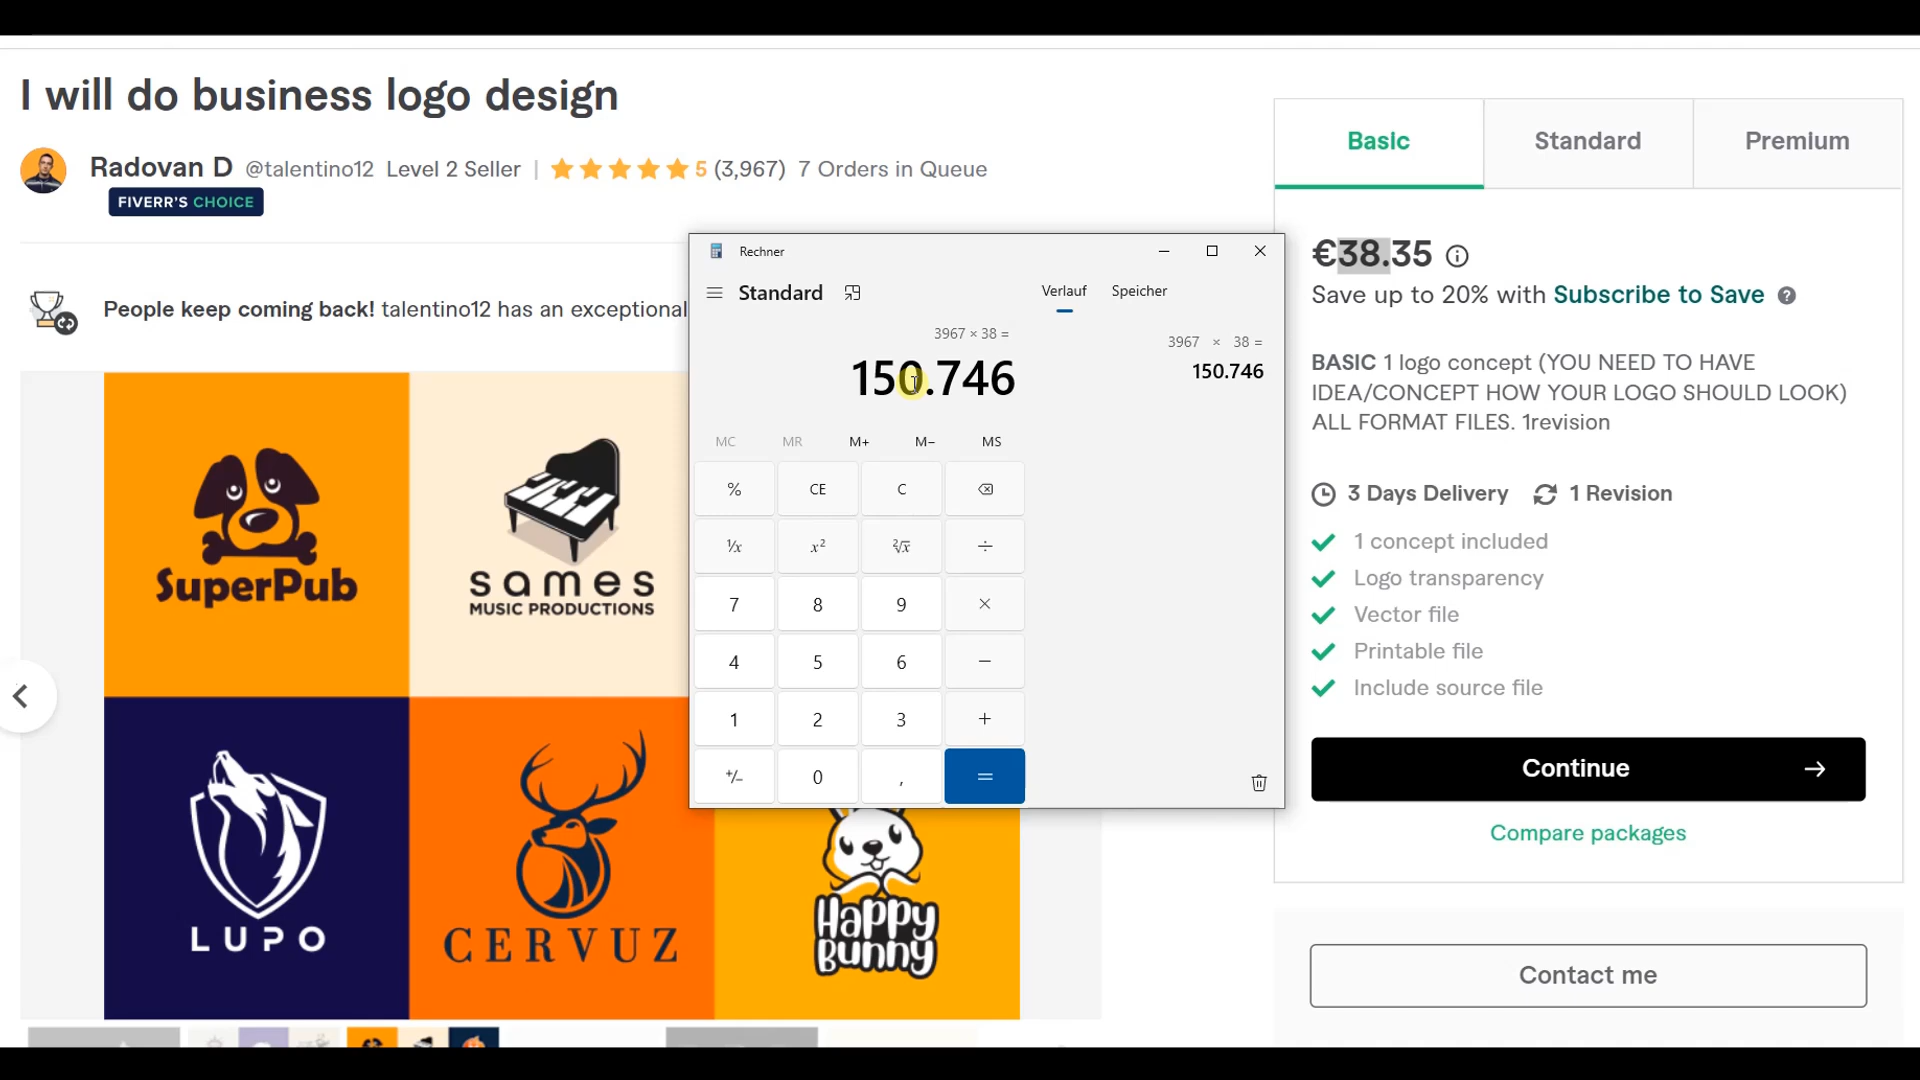 I will do business logo design
Radovan D @talentino12 Level 2 Seller | 5 (3,967) 7 Orders in Queue
FIVERR'S CHOICE
People keep coming back! talentino12 has an exceptional
SuperPub
sames
MUSIC PRODUCTIONS
LUPO
CERVUZ
Happy
Bunny
Rechner
Standard
Verlauf Speicher
3967 × 38 =
150.746
3967 × 38 =
150.746
MC MR M+ M− MS
% CE C
⅟x x² ²√x ÷
7 8 9 ×
4 5 6 −
1 2 3 +
+/− 0 , =
Basic Standard Premium
€38.35
Save up to 20% with Subscribe to Save
BASIC 1 logo concept (YOU NEED TO HAVE
IDEA/CONCEPT HOW YOUR LOGO SHOULD LOOK)
ALL FORMAT FILES. 1revision
3 Days Delivery 1 Revision
1 concept included
Logo transparency
Vector file
Printable file
Include source file
Continue
Compare packages
Contact me